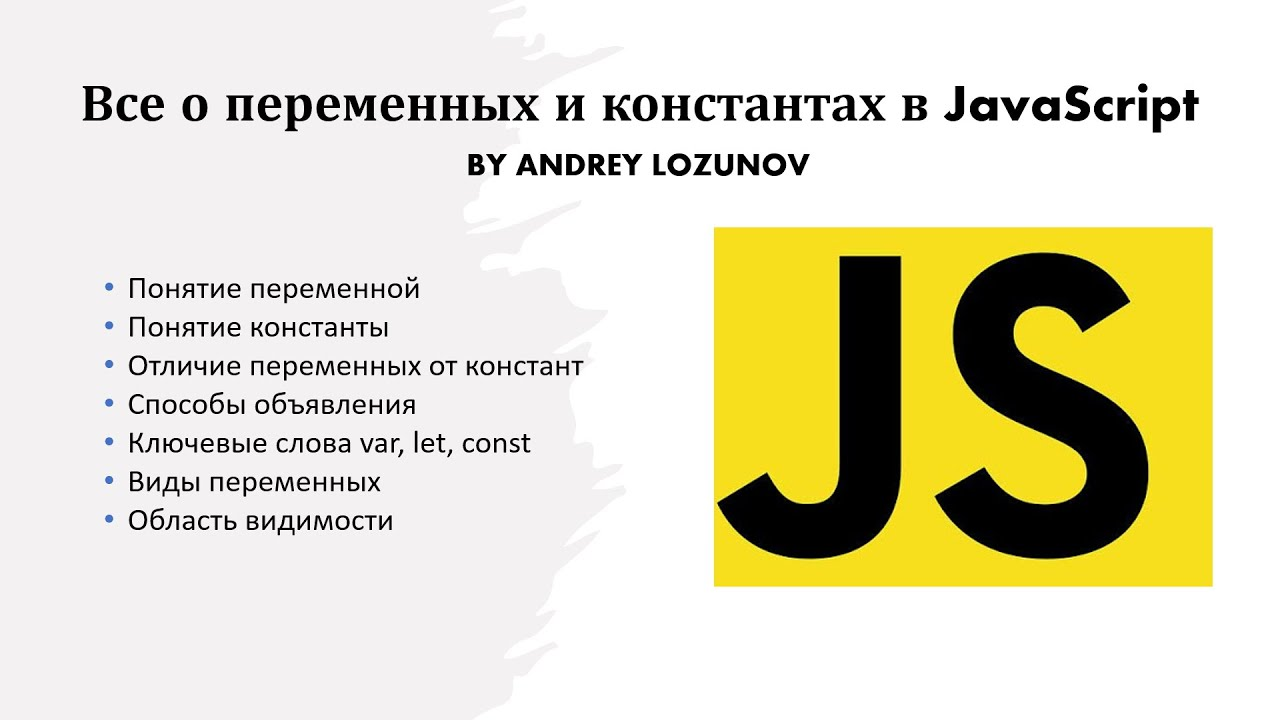 Все о переменных и константах в JavaScript
BY ANDREY LOZUNOV
• Понятие переменной
• Понятие константы
• Отличие переменных от констант
• Способы объявления
• Ключевые слова var, let, const
• Виды переменных
• Область видимости
JS